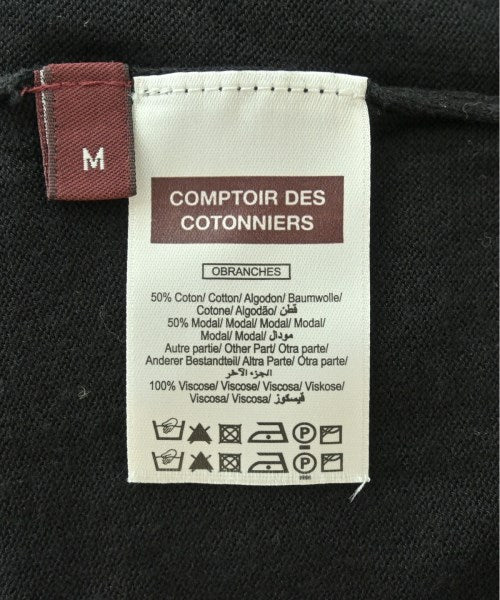 M
COMPTOIR DES
COTONNIERS
OBRANCHES
50% Coton/ Cotton/ Algodon/ Baumwolle/
Cotone/ Algodão/ قطن
50% Modal/ Modal/ Modal/ Modal/
Modal/ Modal/ مودال
Autre partie/ Other Part/ Otra parte/
Anderer Bestandteil/ Altra Parte/ Otra parte/
الجزء الآخر
100% Viscose/ Viscose/ Viscosa/ Viskose/
Viscosa/ Viscosa/ فيسكوز
P
P